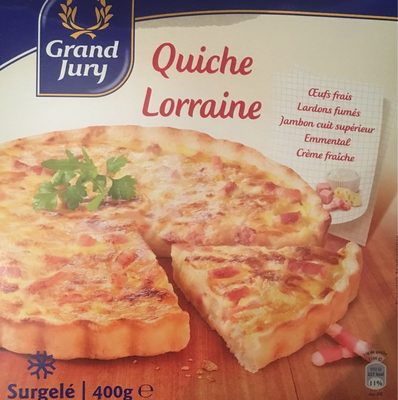 Grand
Jury
Quiche
Lorraine
Œufs frais
Lardons fumés
Jambon cuit supérieur
Emmental
Crème fraîche
Surgelé | 400g ℮
11%